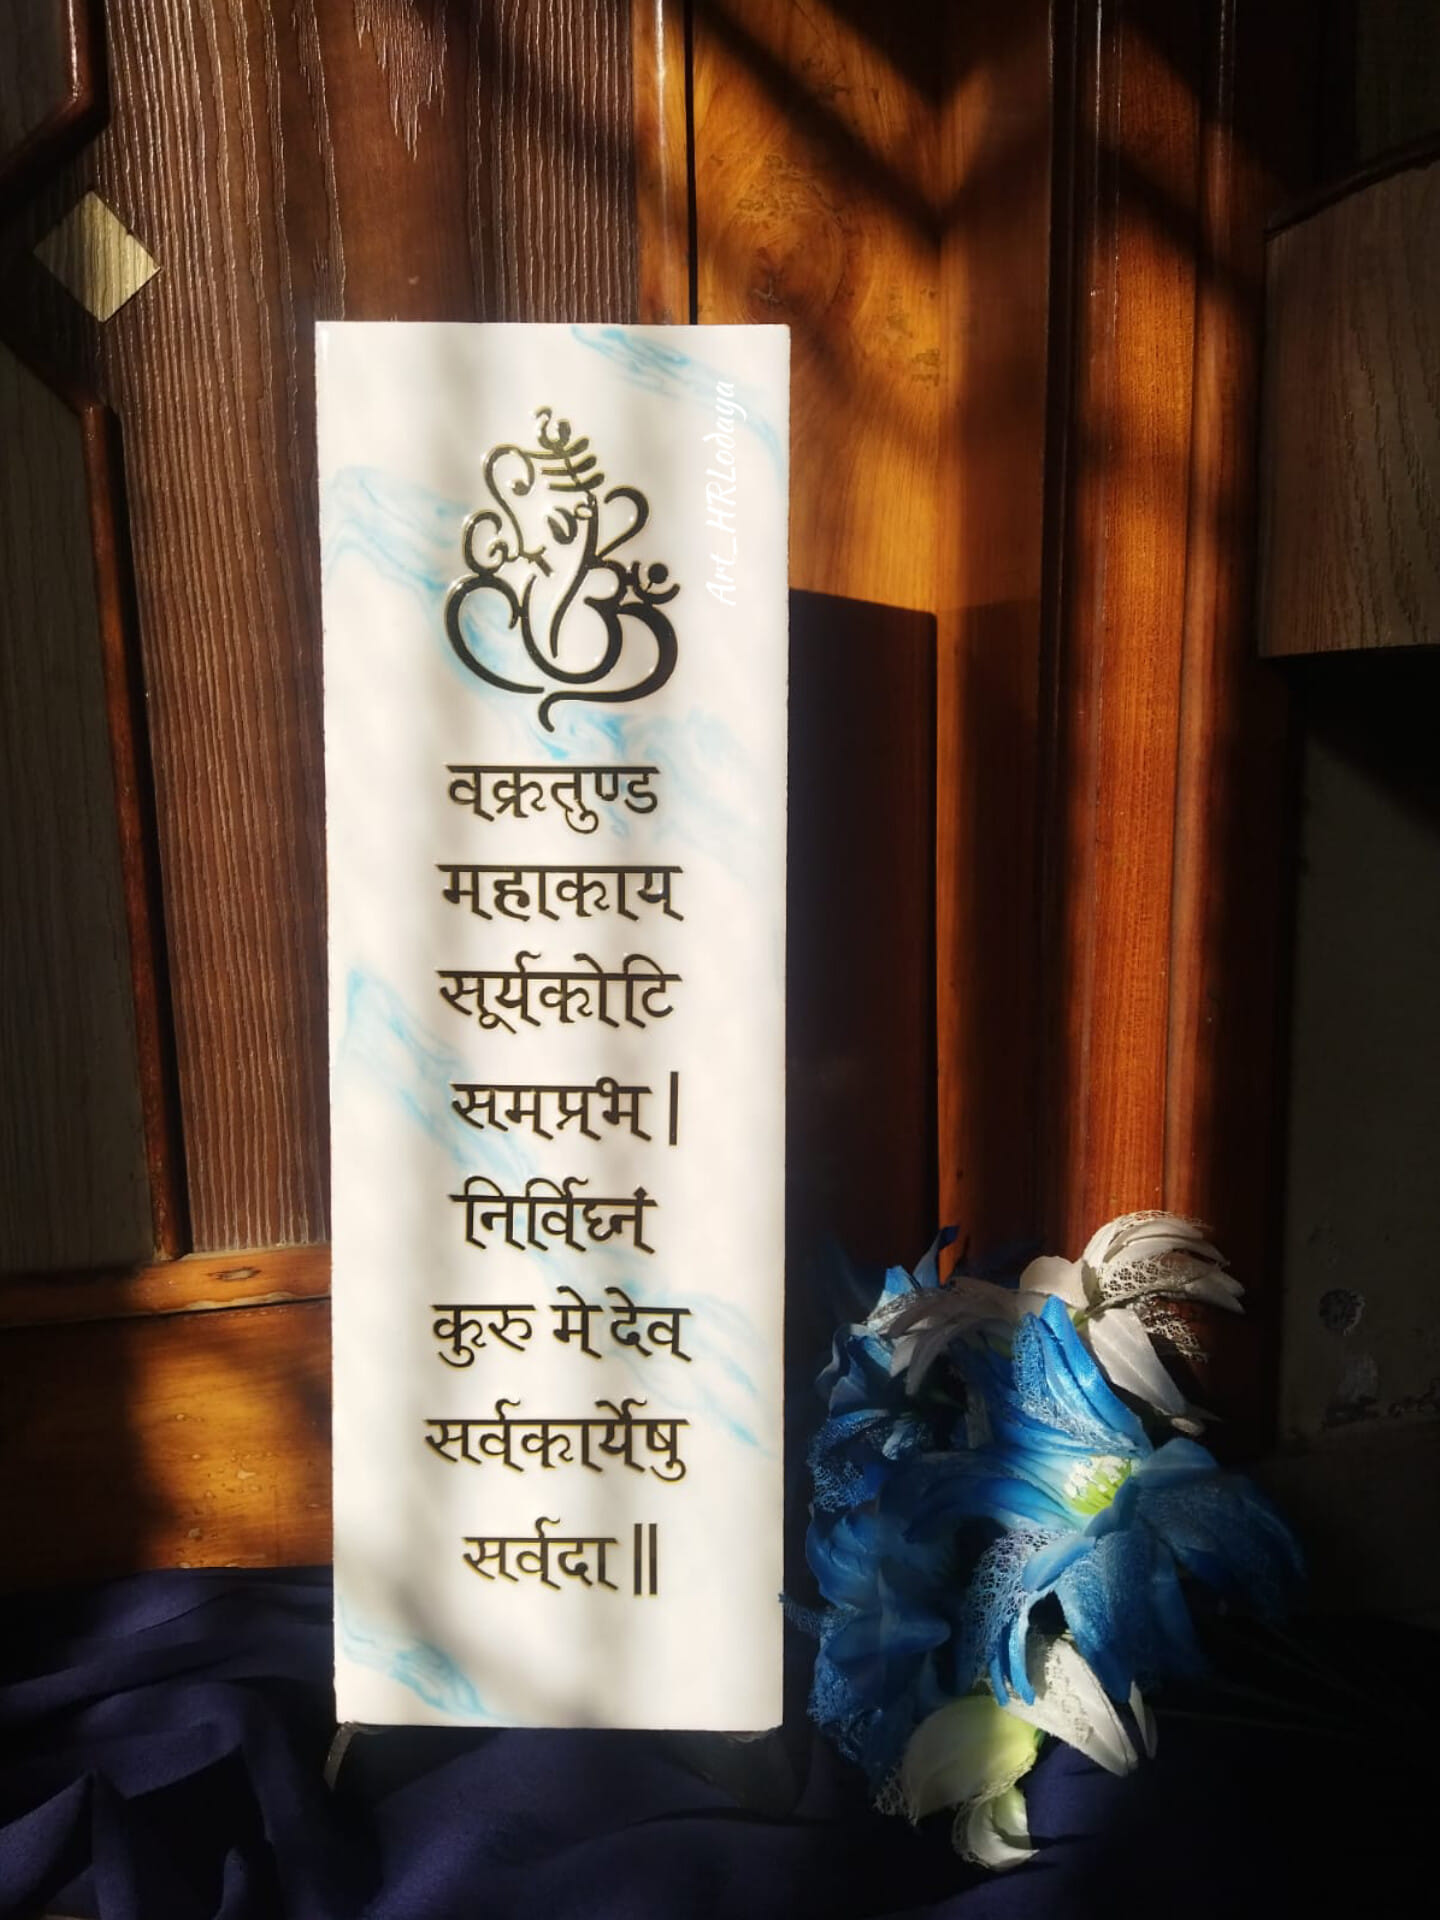 Art_HRLodaya
वक्रतुण्ड
महाकाय
सूर्यकोटि
समप्रभ |
निर्विघ्नं
कुरु मे देव
सर्वकार्येषु
सर्वदा ||